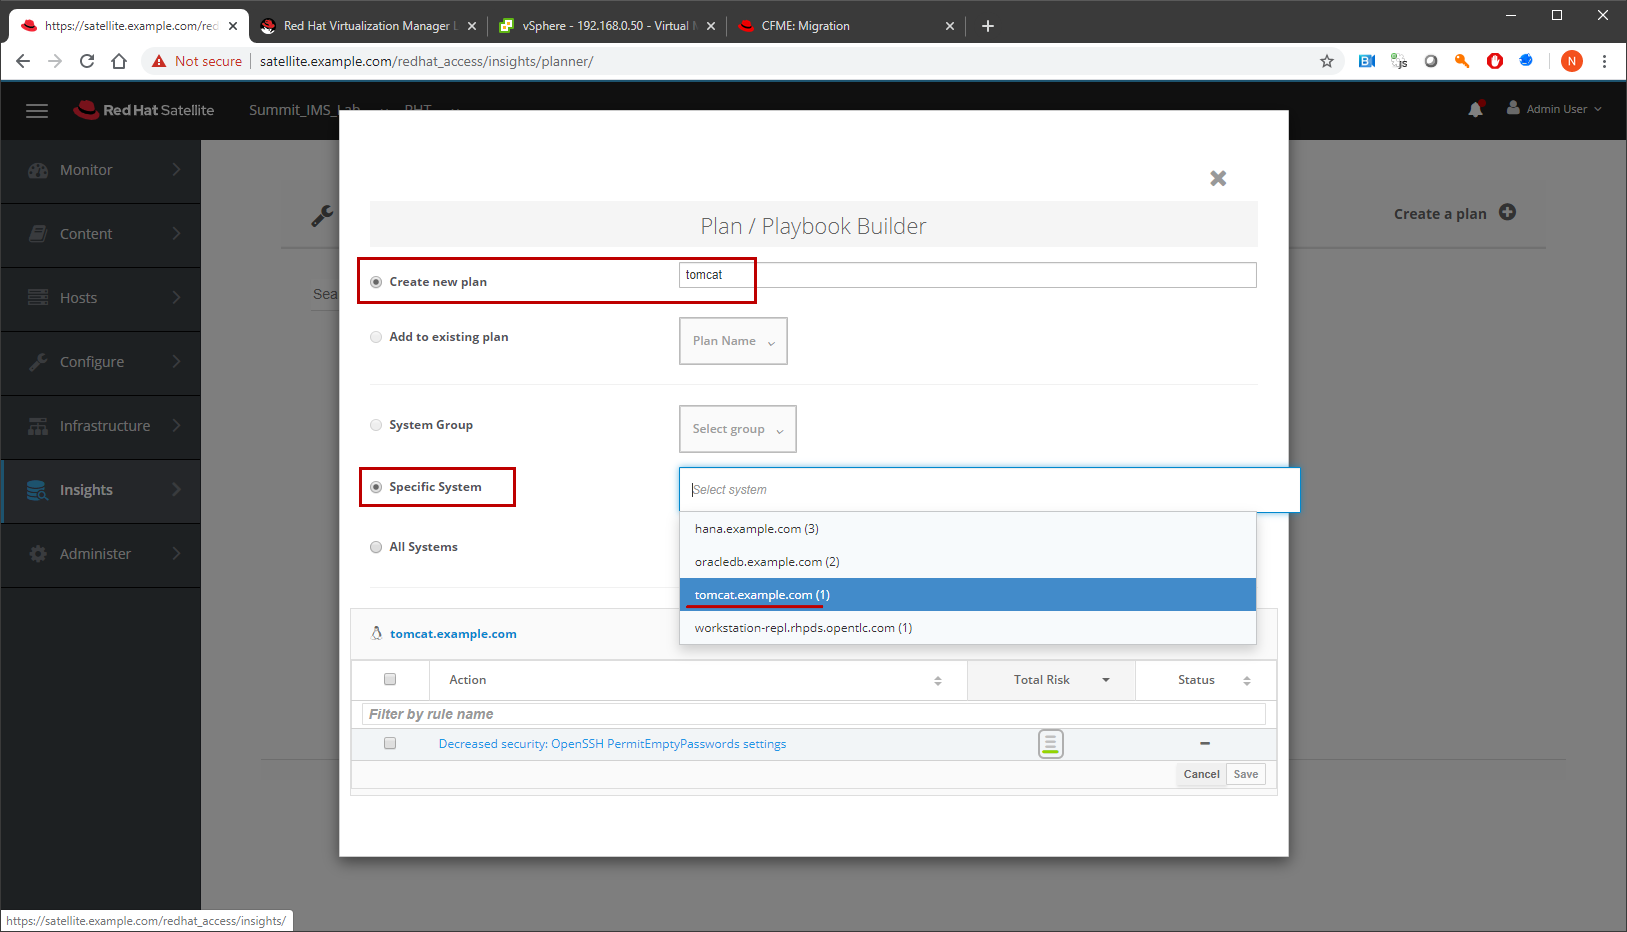 https://satellite.example.com/red
Red Hat Virtualization Manager
vSphere - 192.168.0.50 - Virtual
CFME: Migration
Not secure
satellite.example.com/redhat_access/insights/planner/
N
Red Hat Satellite
Summit_IMS_Lab
RHT
Admin User
Monitor
Content
Hosts
Configure
Infrastructure
Insights
Administer
Create a plan
Sea
Plan / Playbook Builder
Create new plan
tomcat
Add to existing plan
Plan Name
System Group
Select group
Specific System
Select system
hana.example.com (3)
oracledb.example.com (2)
tomcat.example.com (1)
workstation-repl.rhpds.opentlc.com (1)
All Systems
tomcat.example.com
Action
Total Risk
Status
Filter by rule name
Decreased security: OpenSSH PermitEmptyPasswords settings
Cancel
Save
https://satellite.example.com/redhat_access/insights/